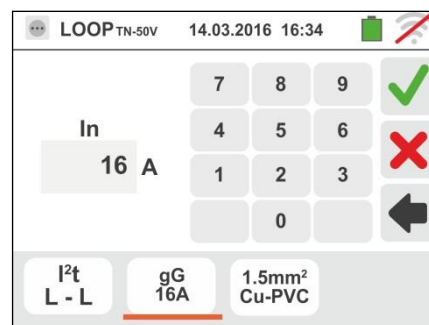 LOOP TN-50V 14.03.2016 16:34
7 8 9
In
4 5 6
16 A
1 2 3
0
I²t
L - L
gG
16A
1.5mm²
Cu-PVC